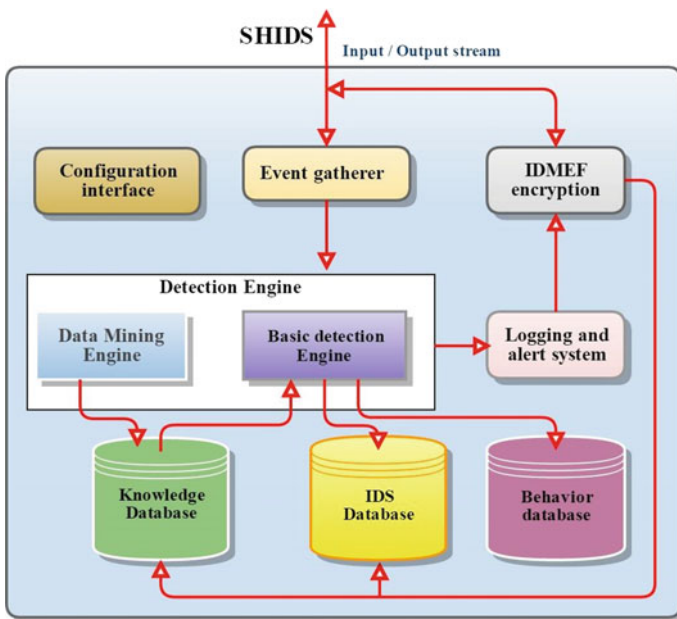 SHIDS
Input / Output stream
Configuration
interface
Event gatherer
IDMEF
encryption
Detection Engine
Data Mining
Engine
Basic detection
Engine
Logging and
alert system
Knowledge
Database
IDS
Database
Behavior
database